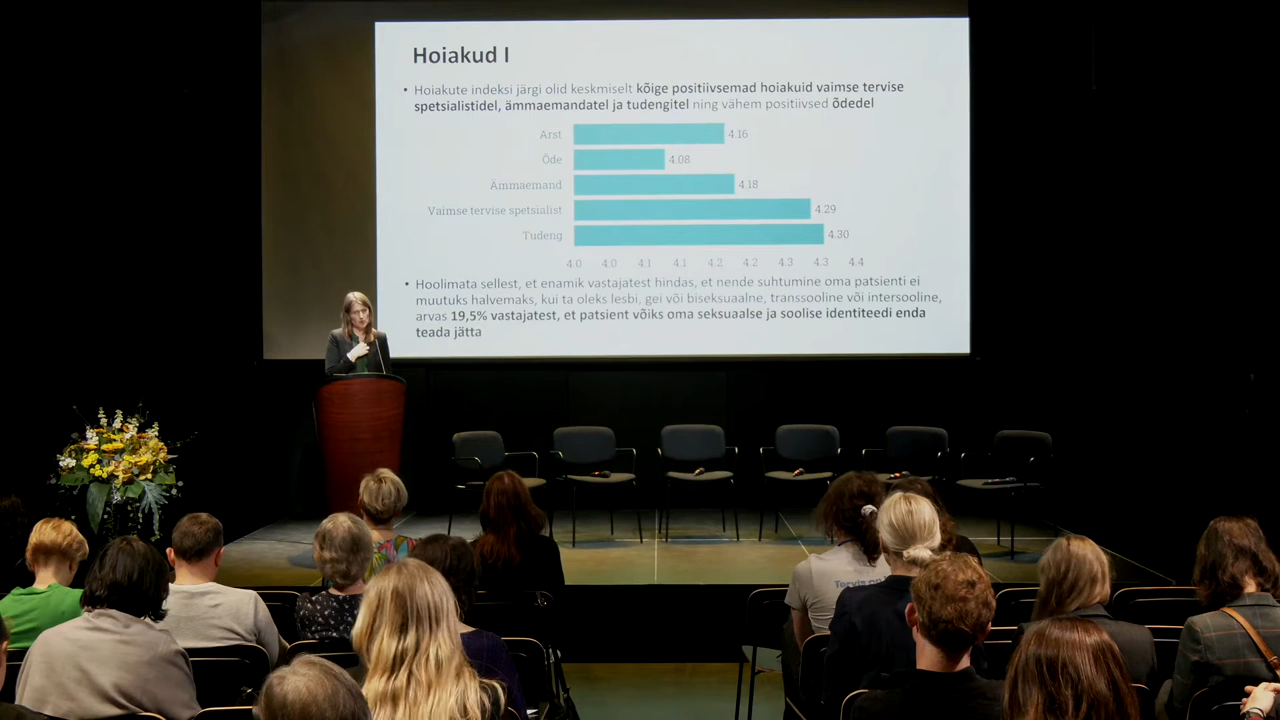 Hoiakud I
• Hoiakute indeksi järgi olid keskmiselt kõige positiivsemad hoiakuid vaimse tervise
spetsialistidel, ämmaemandatel ja tudengitel ning vähem positiivsed õdedel
Arst 4.16
Õde 4.08
Ämmaemand 4.18
Vaimse tervise spetsialist 4.29
Tudeng 4.30
4.0 4.0 4.1 4.1 4.2 4.2 4.3 4.3 4.4
• Hoolimata sellest, et enamik vastajatest hindas, et nende suhtumine oma patsienti ei
muutuks halvemaks, kui ta oleks lesbi, gei või biseksuaalne, transsooline või intersooline,
arvas 19,5% vastajatest, et patsient võiks oma seksuaalse ja soolise identiteedi enda
teada jätta
Tervis on